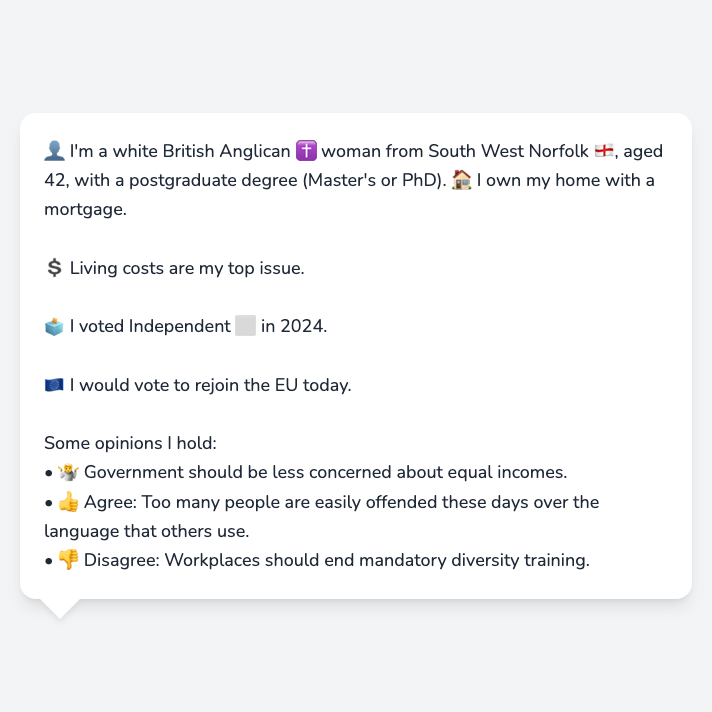 👤 I'm a white British Anglican ✝️ woman from South West Norfolk 🏴󠁧󠁢󠁥󠁮󠁧󠁿, aged
42, with a postgraduate degree (Master's or PhD). 🏠 I own my home with a
mortgage.
💲 Living costs are my top issue.
🗳️ I voted Independent ⬜ in 2024.
🇪🇺 I would vote to rejoin the EU today.
Some opinions I hold:
• 🤷‍♀️ Government should be less concerned about equal incomes.
• 👍 Agree: Too many people are easily offended these days over the
language that others use.
• 👎 Disagree: Workplaces should end mandatory diversity training.